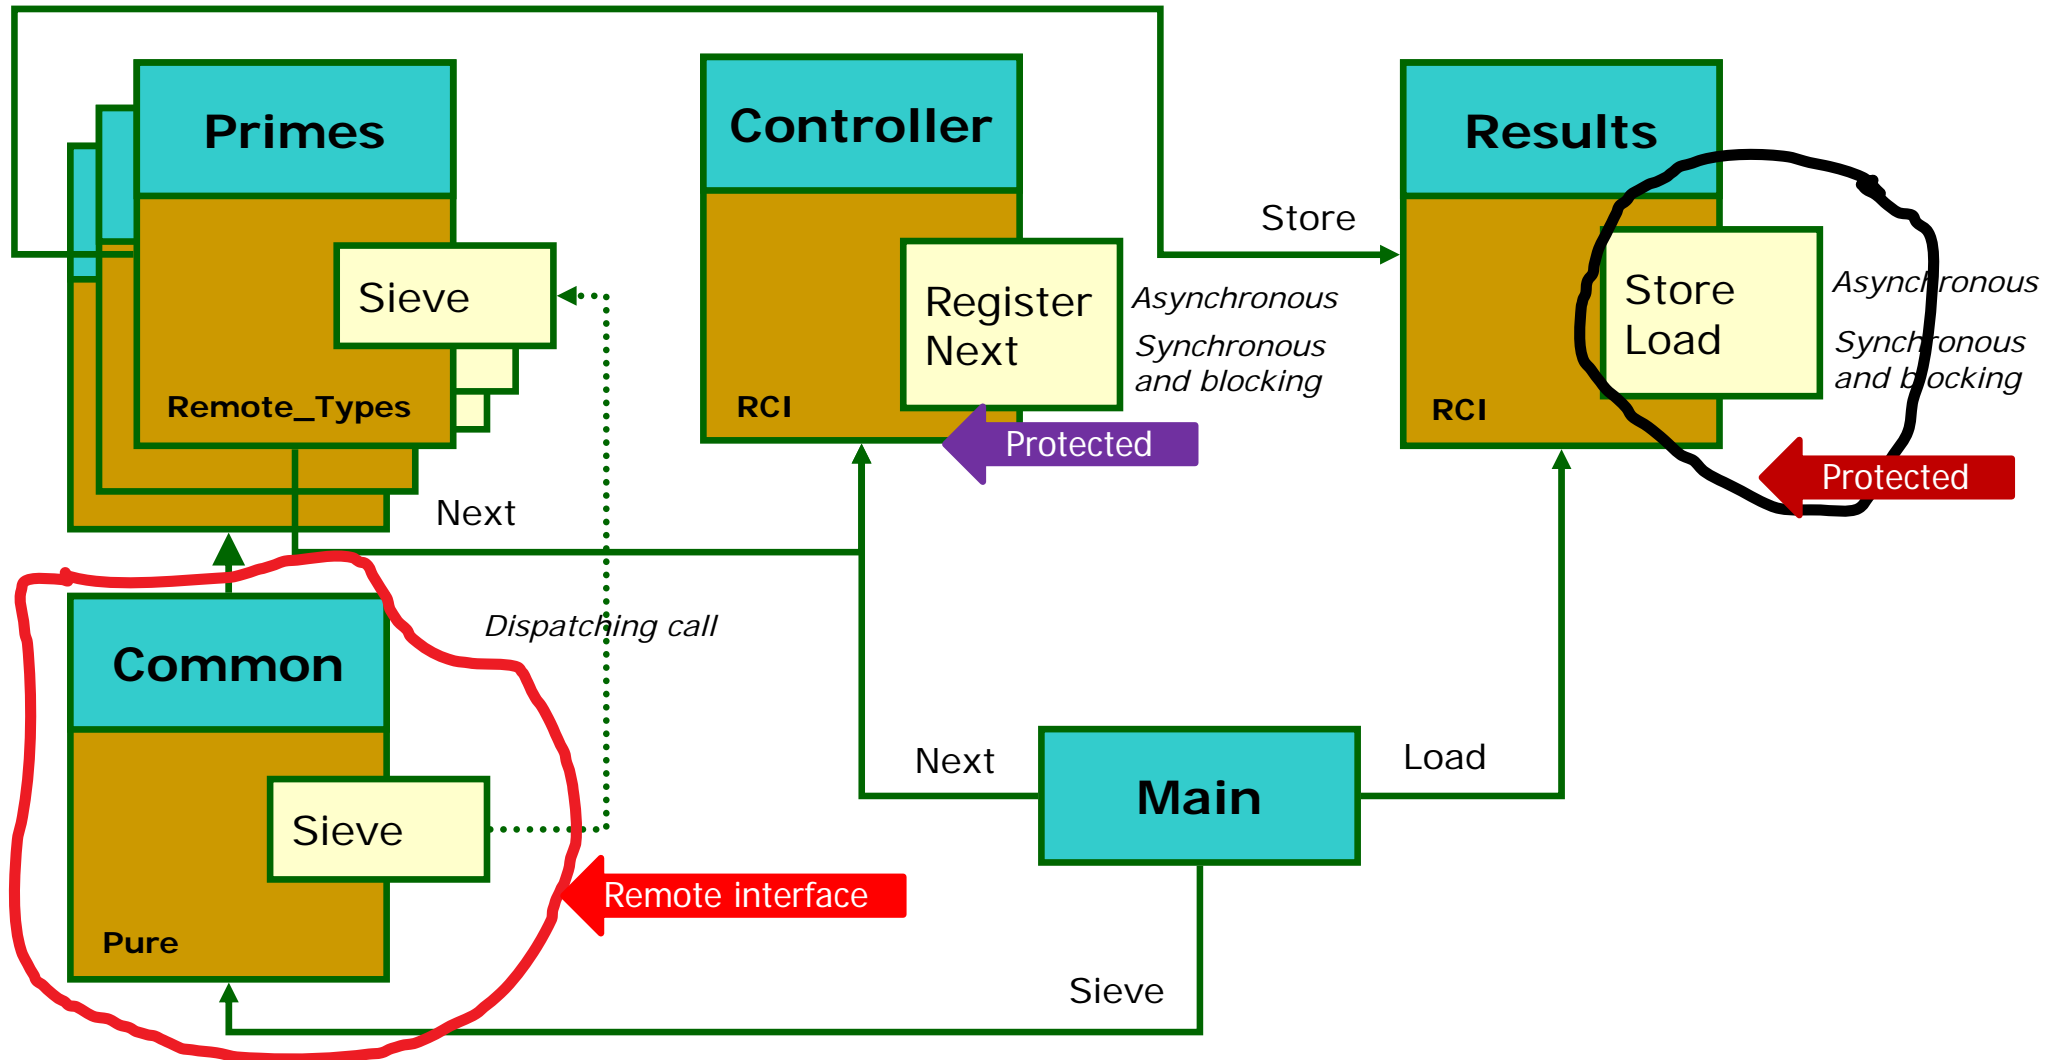 Primes
Sieve
Remote_Types
Controller
Register
Next
RCI
Asynchronous
Synchronous
and blocking
Protected
Store
Results
Store
Load
RCI
Asynchronous
Synchronous
and blocking
Protected
Next
Dispatching call
Common
Sieve
Pure
Remote interface
Next
Main
Load
Sieve